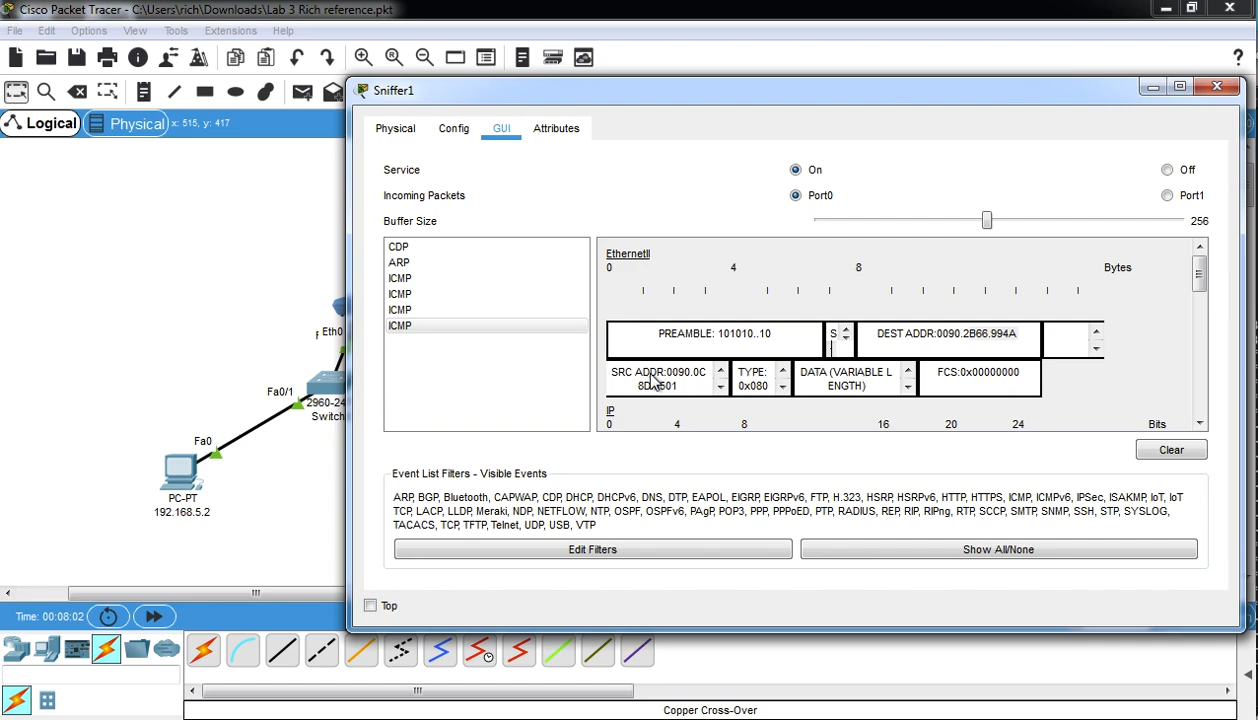 Cisco Packet Tracer - C:\Users\rich\Downloads\Lab 3 Rich reference.pkt
File Edit Options View Tools Extensions Help
Logical Physical x: 515, y: 417
Sniffer1
Physical Config GUI Attributes
Service On Off
Incoming Packets Port0 Port1
Buffer Size 256
CDP
ARP
ICMP
ICMP
ICMP
ICMP
EthernetII
0 4 8 Bytes
PREAMBLE: 101010..10 S DEST ADDR:0090.2B66.994A
SRC ADDR:0090.0C TYPE: DATA (VARIABLE L FCS:0x00000000
0x080 ENGTH)
IP
0 4 8 16 20 24 Bits
Clear
Event List Filters - Visible Events
ARP, BGP, Bluetooth, CAPWAP, CDP, DHCP, DHCPv6, DNS, DTP, EAPOL, EIGRP, EIGRPv6, FTP, H.323, HSRP, HSRPv6, HTTP, HTTPS, ICMP, ICMPv6, IPSec, ISAKMP, IoT, IoT
TCP, LACP, LLDP, Meraki, NDP, NETFLOW, NTP, OSPF, OSPFv6, PAgP, POP3, PPP, PPPoED, PTP, RADIUS, REP, RIP, RIPng, RTP, SCCP, SMTP, SNMP, SSH, STP, SYSLOG,
TACACS, TCP, TFTP, Telnet, UDP, USB, VTP
Edit Filters Show All/None
Top
Eth0
Fa0/1
2960-24
Switch
Fa0
PC-PT
192.168.5.2
Time: 00:08:02
Copper Cross-Over